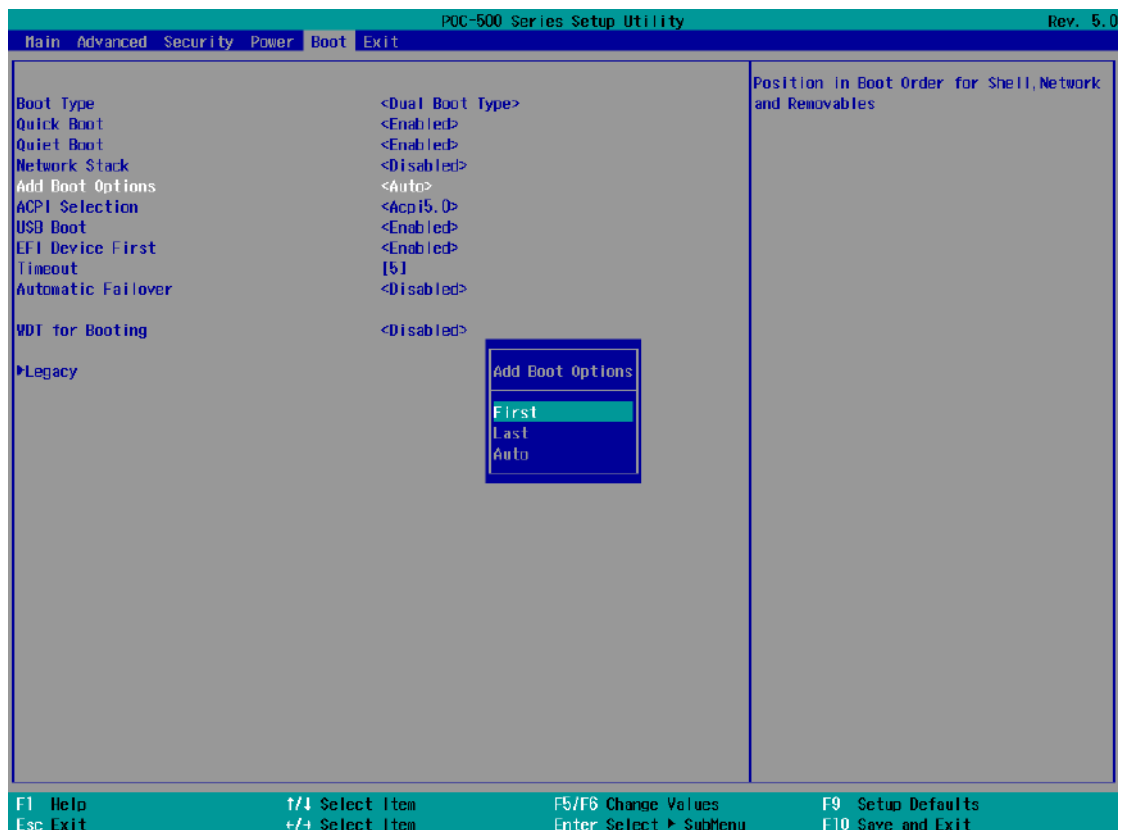 POC-500 Series Setup Utility Rev. 5.0
Main Advanced Security Power Boot Exit
Position in Boot Order for Shell,Network
and Removables
Boot Type <Dual Boot Type>
Quick Boot <Enabled>
Quiet Boot <Enabled>
Network Stack <Disabled>
Add Boot Options <Auto>
ACPI Selection <Acpi5.0>
USB Boot <Enabled>
EFI Device First <Enabled>
Timeout [5]
Automatic Failover <Disabled>
WDT for Booting <Disabled>
▶Legacy
Add Boot Options
First
Last
Auto
F1 Help ↑/↓ Select Item F5/F6 Change Values F9 Setup Defaults
Esc Exit ←/→ Select Item Enter Select ▶ SubMenu F10 Save and Exit